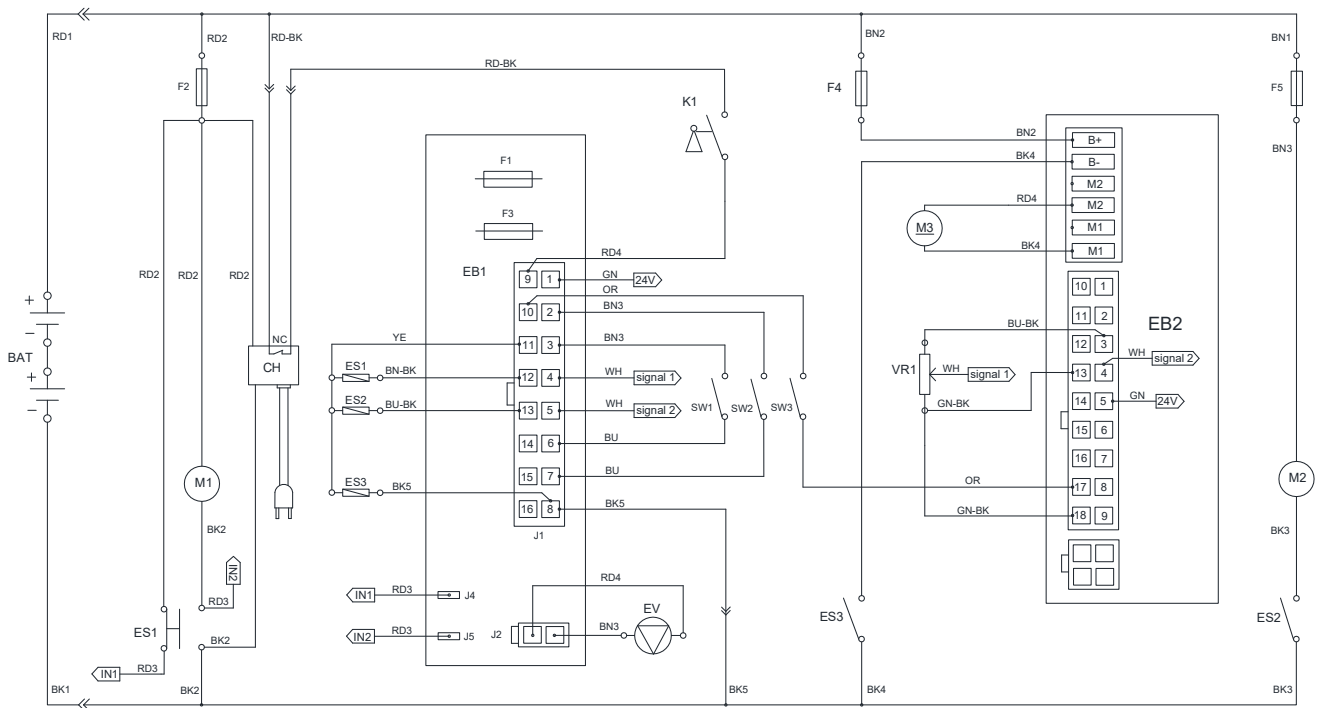 RD1
RD2
RD-BK
BN2
BN1
RD-BK
F2
K1
F4
F5
F1
BN2
B+
BN3
BK4
B-
M2
F3
RD4
M2
M3
M1
BK4
M1
RD4
EB1
9 1
GN
24V
RD2
RD2
RD2
OR
10 2
BN3
10 1
11 2
EB2
BU-BK
NC
YE
11 3
BN3
12 3
+
−
BAT
+
−
CH
ES1
BN-BK
12 4
WH
signal 1
WH
signal 2
VR1
WH
signal 1
13 4
ES2
BU-BK
13 5
WH
signal 2
SW1
SW2
SW3
GN-BK
14 5
GN
24V
14 6
BU
15 6
15 7
BU
16 7
M1
ES3
BK5
OR
17 8
M2
16 8
BK5
GN-BK
18 9
J1
BK2
BK3
IN2
RD4
IN1
RD3
J4
RD3
EV
BN3
J2
IN2
RD3
J5
ES1
ES3
ES2
BK2
IN1
RD3
BK1
BK2
BK5
BK4
BK3